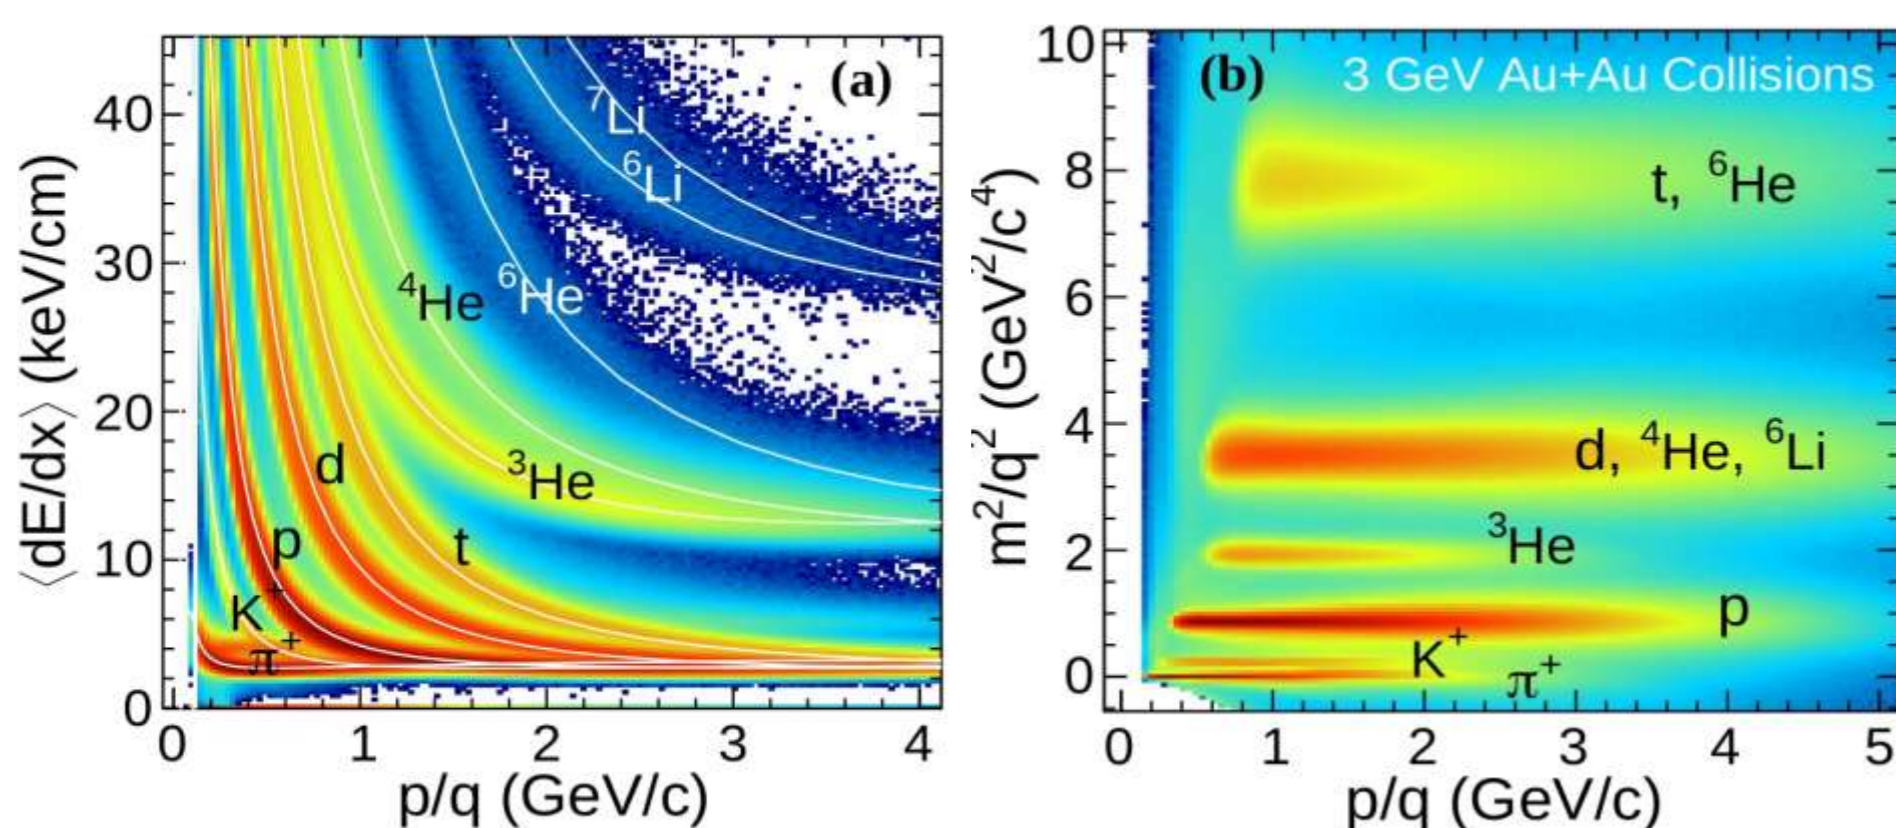 (a)
⁷Li
⁶Li
⁴He ⁶He
³He
d
p
t
K⁺
π⁺
40
30
20
10
0
⟨dE/dx⟩ (keV/cm)
0 1 2 3 4
p/q (GeV/c)
(b) 3 GeV Au+Au Collisions
t, ⁶He
d, ⁴He, ⁶Li
³He
p
K⁺
π⁺
10
8
6
4
2
0
m²/q² (GeV²/c⁴)
0 1 2 3 4 5
p/q (GeV/c)